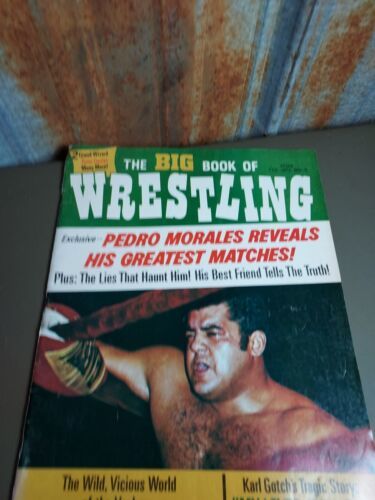 THE BIG BOOK OF
WRESTLING
Exclusive—PEDRO MORALES REVEALS
HIS GREATEST MATCHES!
Plus: The Lies That Haunt Him! His Best Friend Tells The Truth!
The Wild, Vicious World
Karl Gotch's Tragic Story: